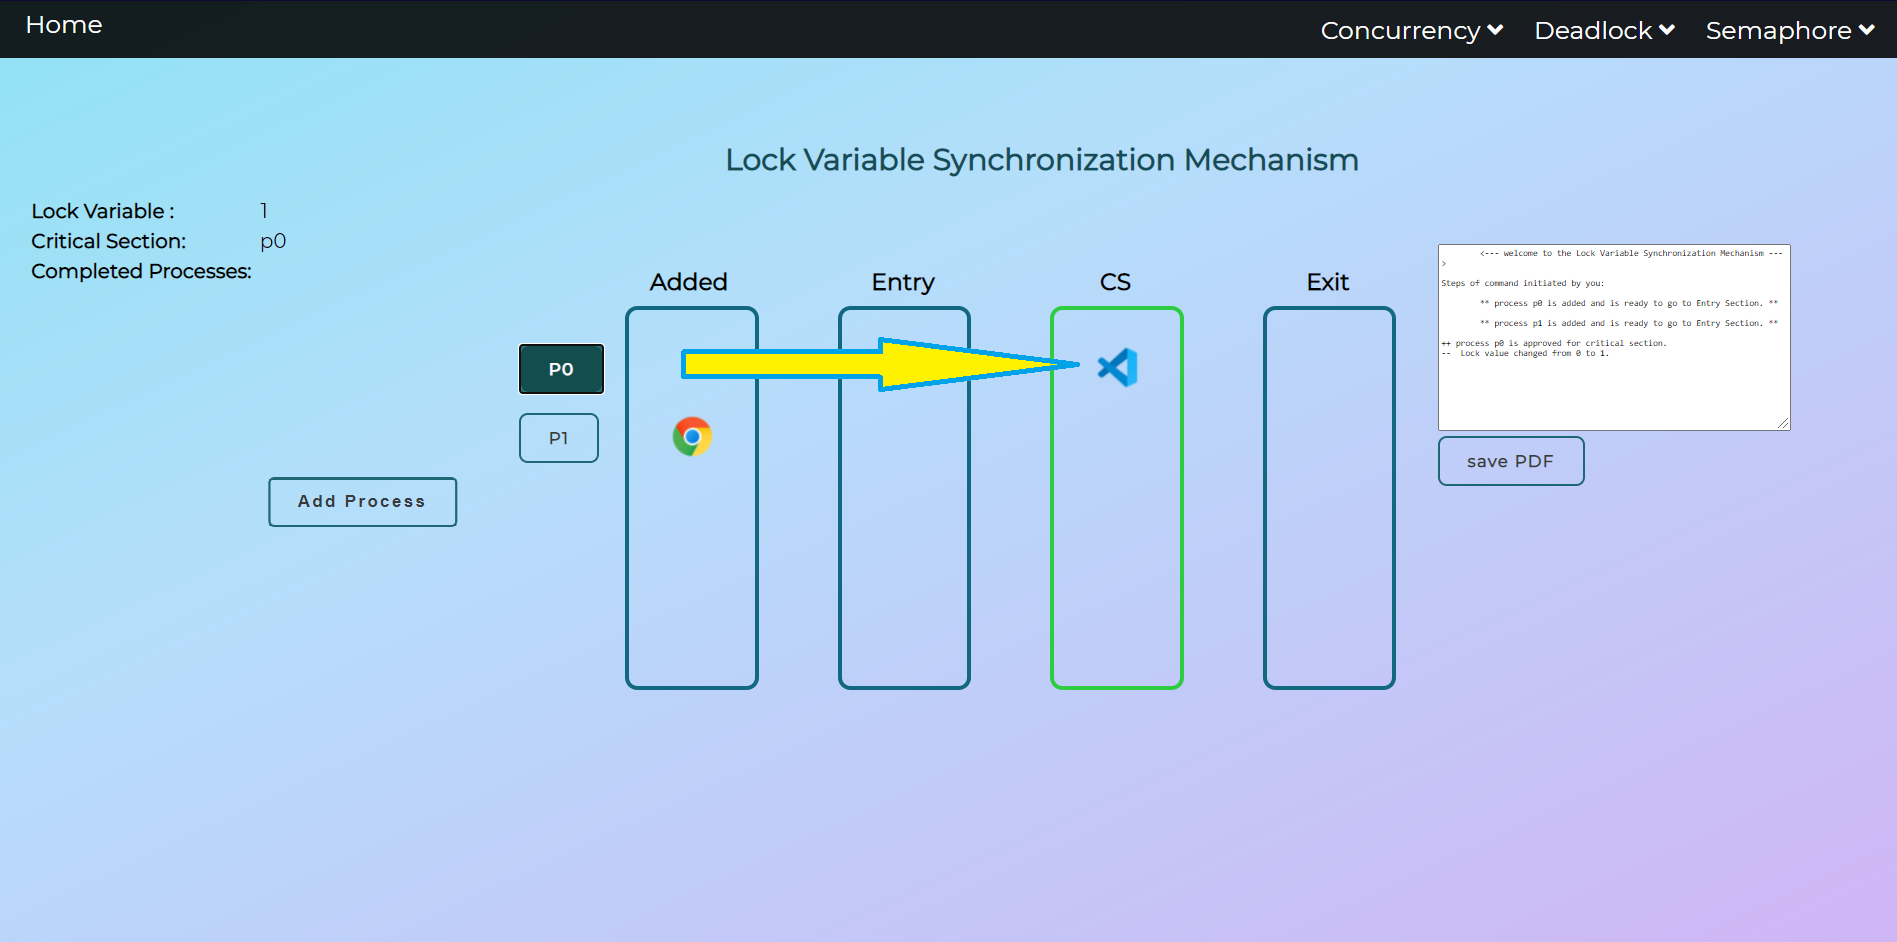 Home
Concurrency
Deadlock
Semaphore
Lock Variable Synchronization Mechanism
Lock Variable : 1
Critical Section: p0
Completed Processes:
Added
Entry
CS
Exit
P0
P1
Add Process
<--- welcome to the Lock Variable Synchronization Mechanism ---
>
Steps of command initiated by you:
** process p0 is added and is ready to go to Entry Section. **
** process p1 is added and is ready to go to Entry Section. **
++ process p0 is approved for critical section.
-- Lock value changed from 0 to 1.
save PDF